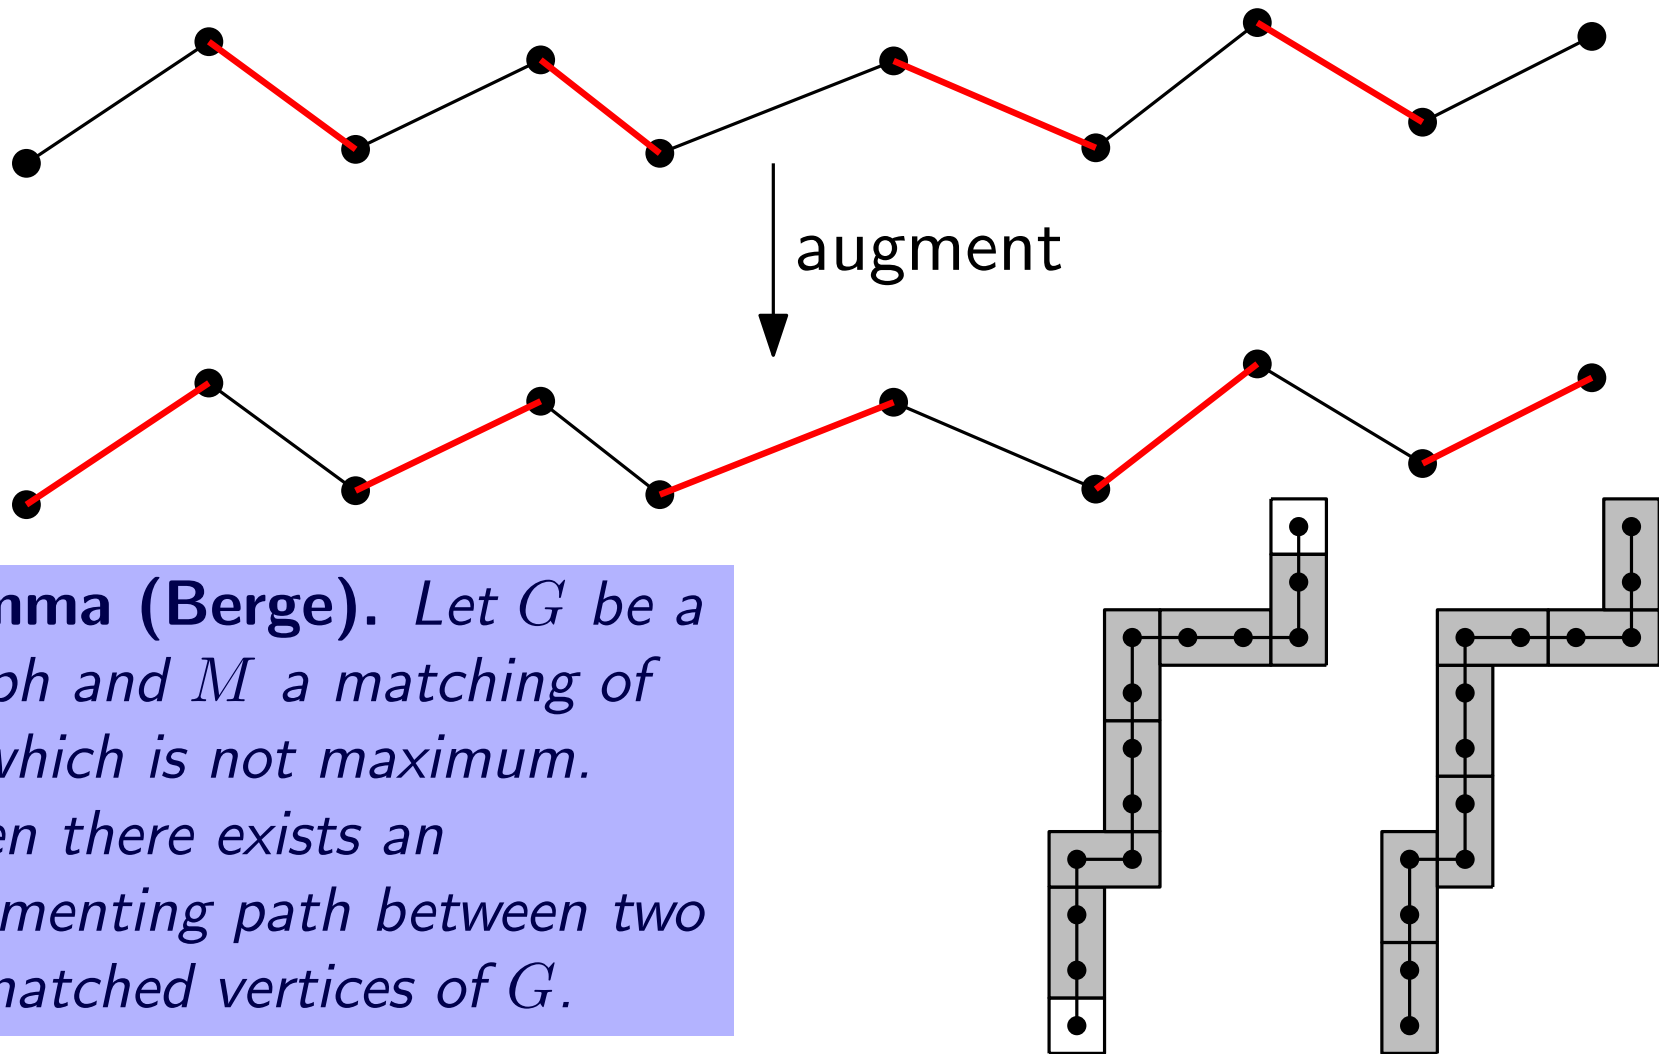 augment
mma (Berge). Let G be a
ph and M a matching of
which is not maximum.
en there exists an
menting path between two
matched vertices of G.